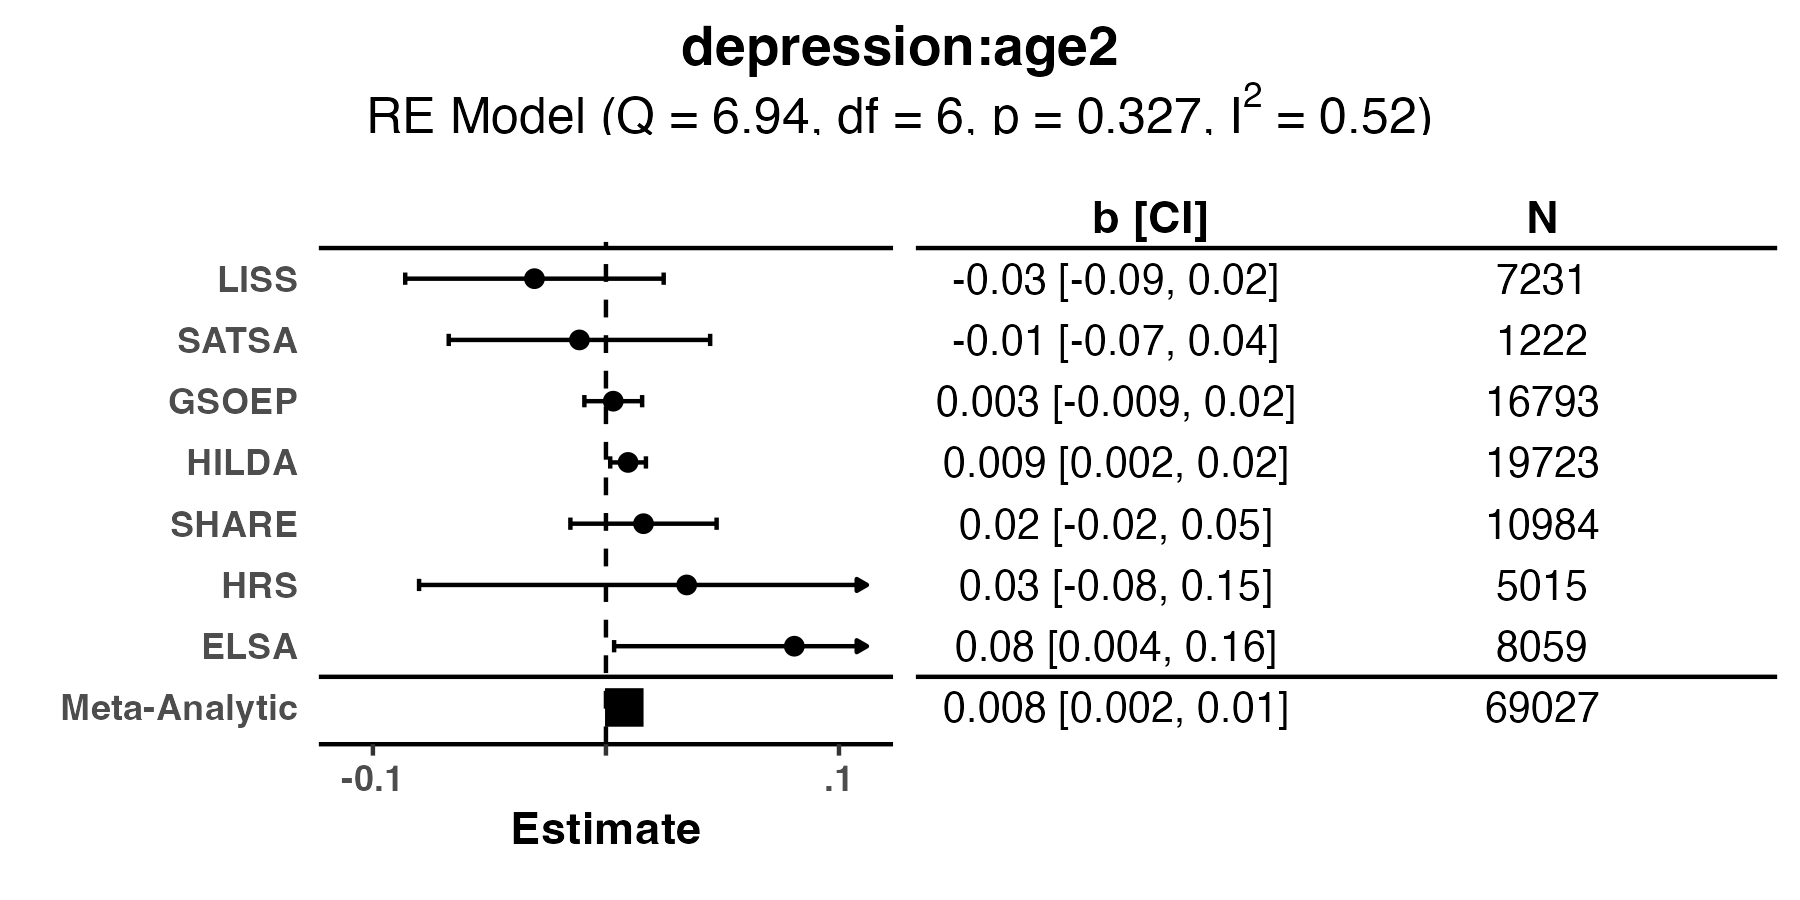 depression:age2
RE Model (Q = 6.94, df = 6, p = 0.327, I² = 0.52)
b [CI] N
LISS -0.03 [-0.09, 0.02] 7231
SATSA -0.01 [-0.07, 0.04] 1222
GSOEP 0.003 [-0.009, 0.02] 16793
HILDA 0.009 [0.002, 0.02] 19723
SHARE 0.02 [-0.02, 0.05] 10984
HRS 0.03 [-0.08, 0.15] 5015
ELSA 0.08 [0.004, 0.16] 8059
Meta-Analytic 0.008 [0.002, 0.01] 69027
-0.1 .1
Estimate